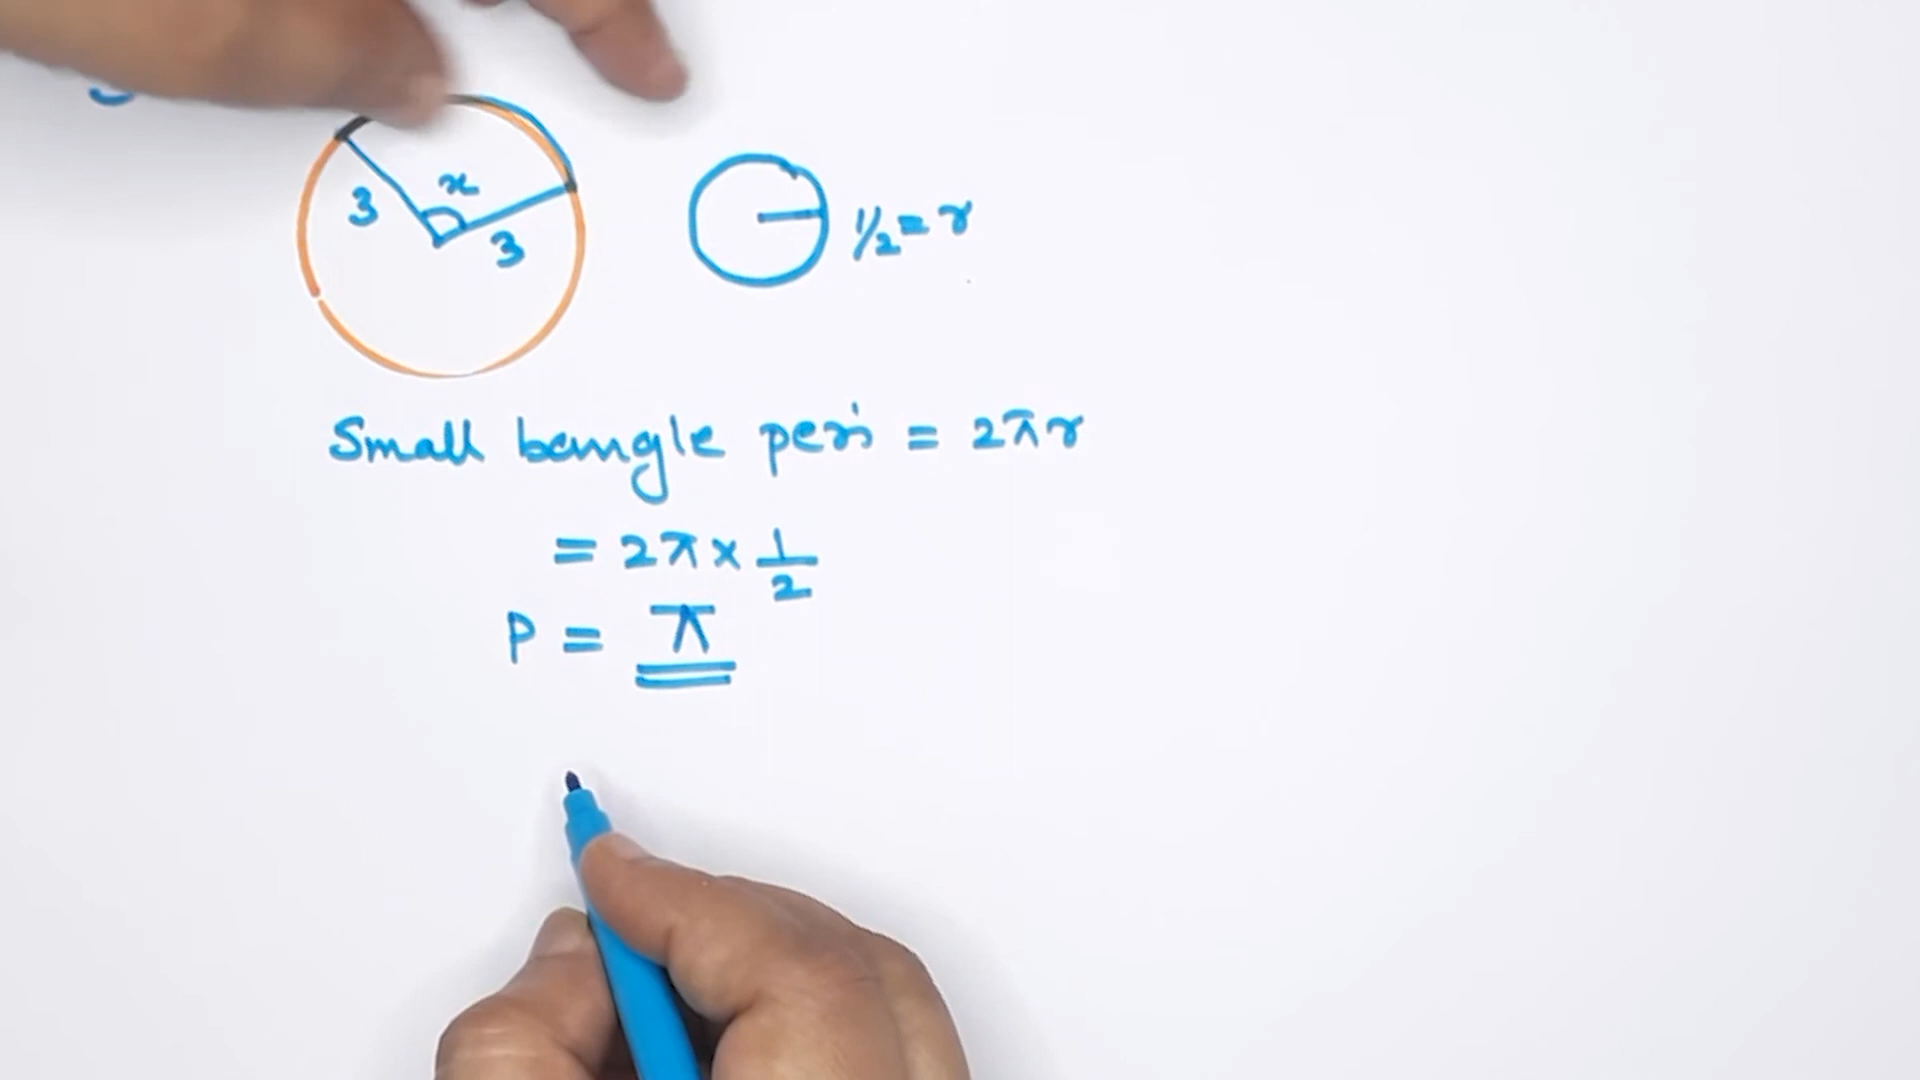 x
3
3
1/2 = r
Small bangle peri = 2πr
= 2π × 1/2
P = π